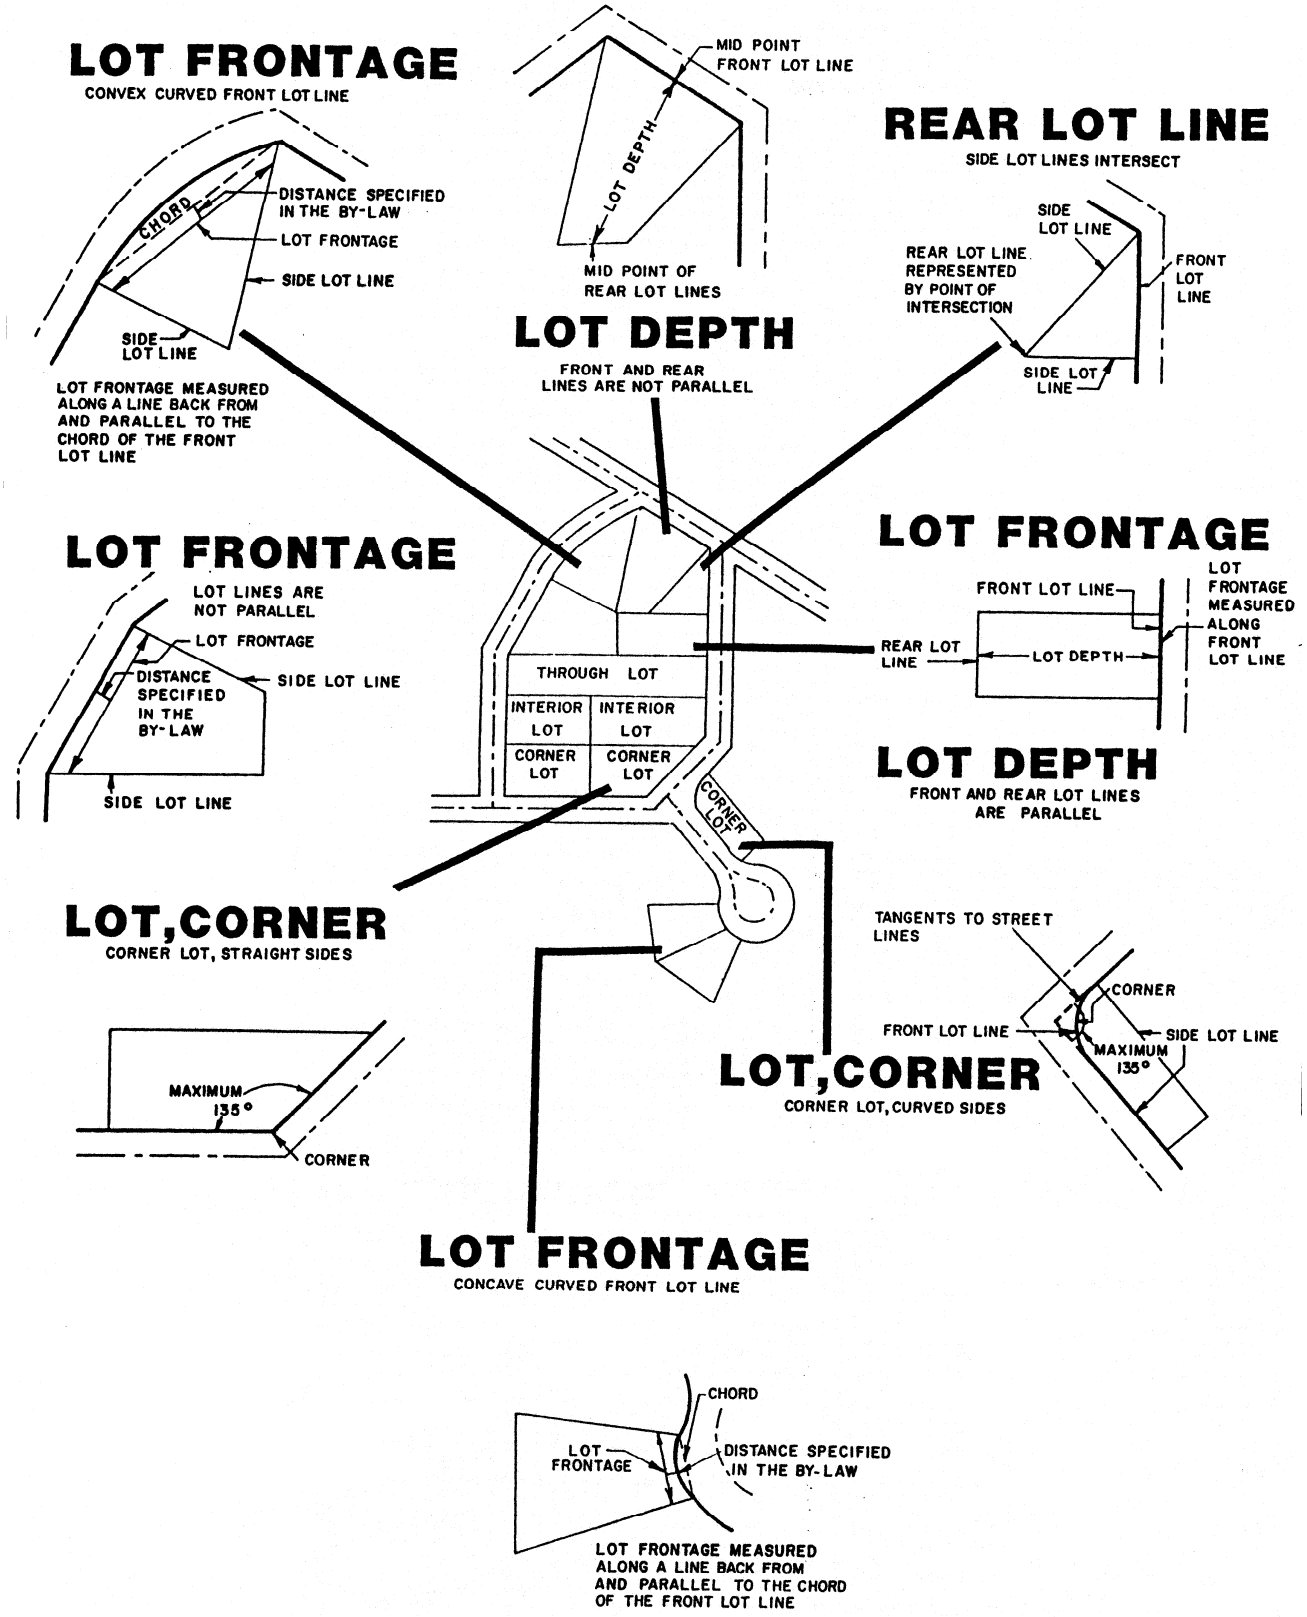 LOT FRONTAGE
CONVEX CURVED FRONT LOT LINE
CHORD
DISTANCE SPECIFIED
IN THE BY-LAW
LOT FRONTAGE
SIDE LOT LINE
SIDE
LOT LINE
LOT FRONTAGE MEASURED
ALONG A LINE BACK FROM
AND PARALLEL TO THE
CHORD OF THE FRONT
LOT LINE
MID POINT
FRONT LOT LINE
LOT DEPTH
MID POINT OF
REAR LOT LINES
LOT DEPTH
FRONT AND REAR
LINES ARE NOT PARALLEL
REAR LOT LINE
SIDE LOT LINES INTERSECT
SIDE
LOT LINE
REAR LOT LINE
REPRESENTED
BY POINT OF
INTERSECTION
FRONT
LOT
LINE
SIDE LOT
LINE
LOT FRONTAGE
LOT LINES ARE
NOT PARALLEL
LOT FRONTAGE
DISTANCE
SPECIFIED
IN THE
BY-LAW
SIDE LOT LINE
SIDE LOT LINE
THROUGH LOT
INTERIOR
LOT
INTERIOR
LOT
CORNER
LOT
CORNER
LOT
CORNER
LOT
LOT FRONTAGE
FRONT LOT LINE
LOT
FRONTAGE
MEASURED
ALONG
FRONT
LOT LINE
REAR LOT
LINE
LOT DEPTH
LOT DEPTH
FRONT AND REAR LOT LINES
ARE PARALLEL
LOT,CORNER
CORNER LOT, STRAIGHT SIDES
MAXIMUM
135°
CORNER
TANGENTS TO STREET
LINES
CORNER
FRONT LOT LINE
SIDE LOT LINE
MAXIMUM
135°
LOT,CORNER
CORNER LOT, CURVED SIDES
LOT FRONTAGE
CONCAVE CURVED FRONT LOT LINE
CHORD
LOT
FRONTAGE
DISTANCE SPECIFIED
IN THE BY-LAW
LOT FRONTAGE MEASURED
ALONG A LINE BACK FROM
AND PARALLEL TO THE CHORD
OF THE FRONT LOT LINE